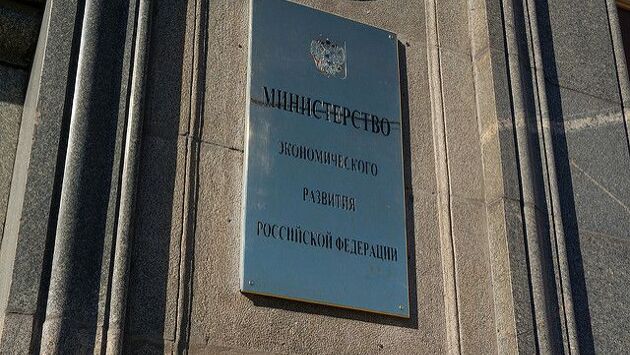 МИНИСТЕРСТВО
ЭКОНОМИЧЕСКОГО
РАЗВИТИЯ
РОССИЙСКОЙ ФЕДЕРАЦИИ